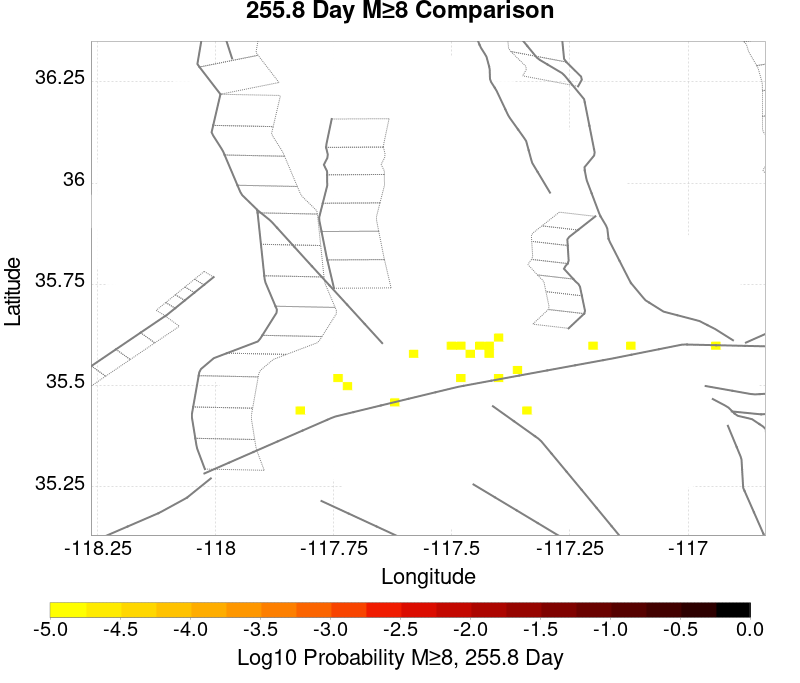 255.8 Day M≥8 Comparison
36.25
36
35.75
35.5
35.25
Latitude
-118.25 -118 -117.75 -117.5 -117.25 -117
Longitude
-5.0 -4.5 -4.0 -3.5 -3.0 -2.5 -2.0 -1.5 -1.0 -0.5 0.0
Log10 Probability M≥8, 255.8 Day